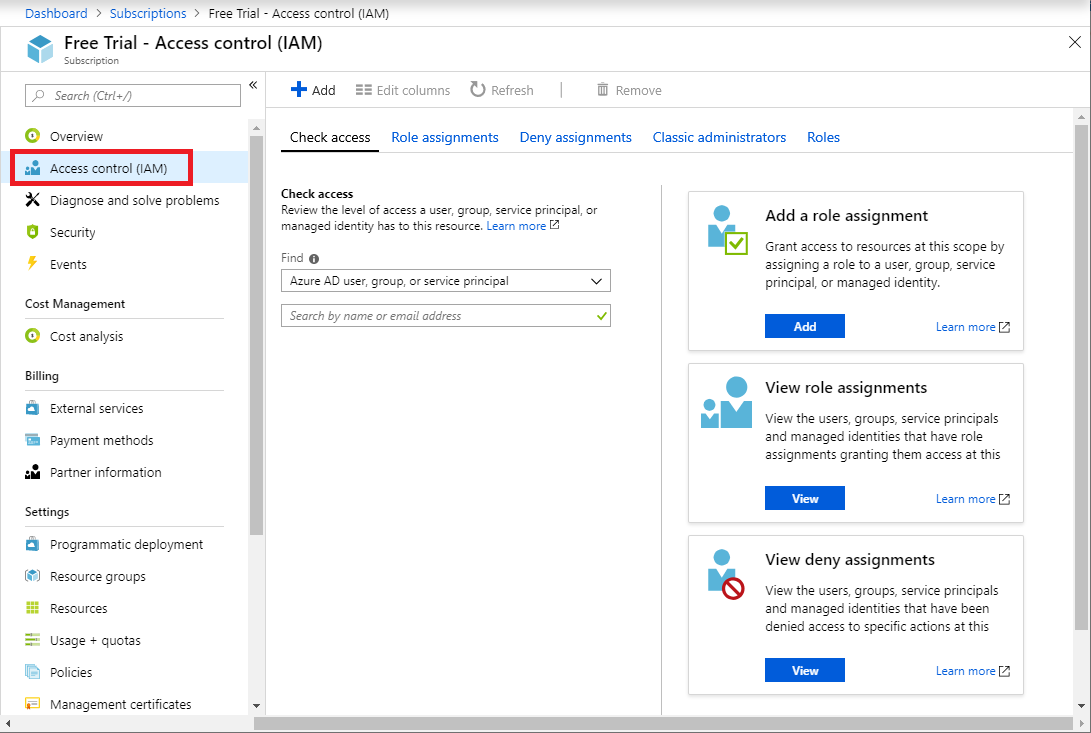 Dashboard > Subscriptions > Free Trial - Access control (IAM)
Free Trial - Access control (IAM)
Subscription
Search (Ctrl+/)
Overview
Access control (IAM)
Diagnose and solve problems
Security
Events
Cost Management
Cost analysis
Billing
External services
Payment methods
Partner information
Settings
Programmatic deployment
Resource groups
Resources
Usage + quotas
Policies
Management certificates
Add Edit columns Refresh | Remove
Check access Role assignments Deny assignments Classic administrators Roles
Check access
Review the level of access a user, group, service principal, or
managed identity has to this resource. Learn more
Find
Azure AD user, group, or service principal
Search by name or email address
Add a role assignment
Grant access to resources at this scope by
assigning a role to a user, group, service
principal, or managed identity.
Add Learn more
View role assignments
View the users, groups, service principals
and managed identities that have role
assignments granting them access at this
View Learn more
View deny assignments
View the users, groups, service principals
and managed identities that have been
denied access to specific actions at this
View Learn more